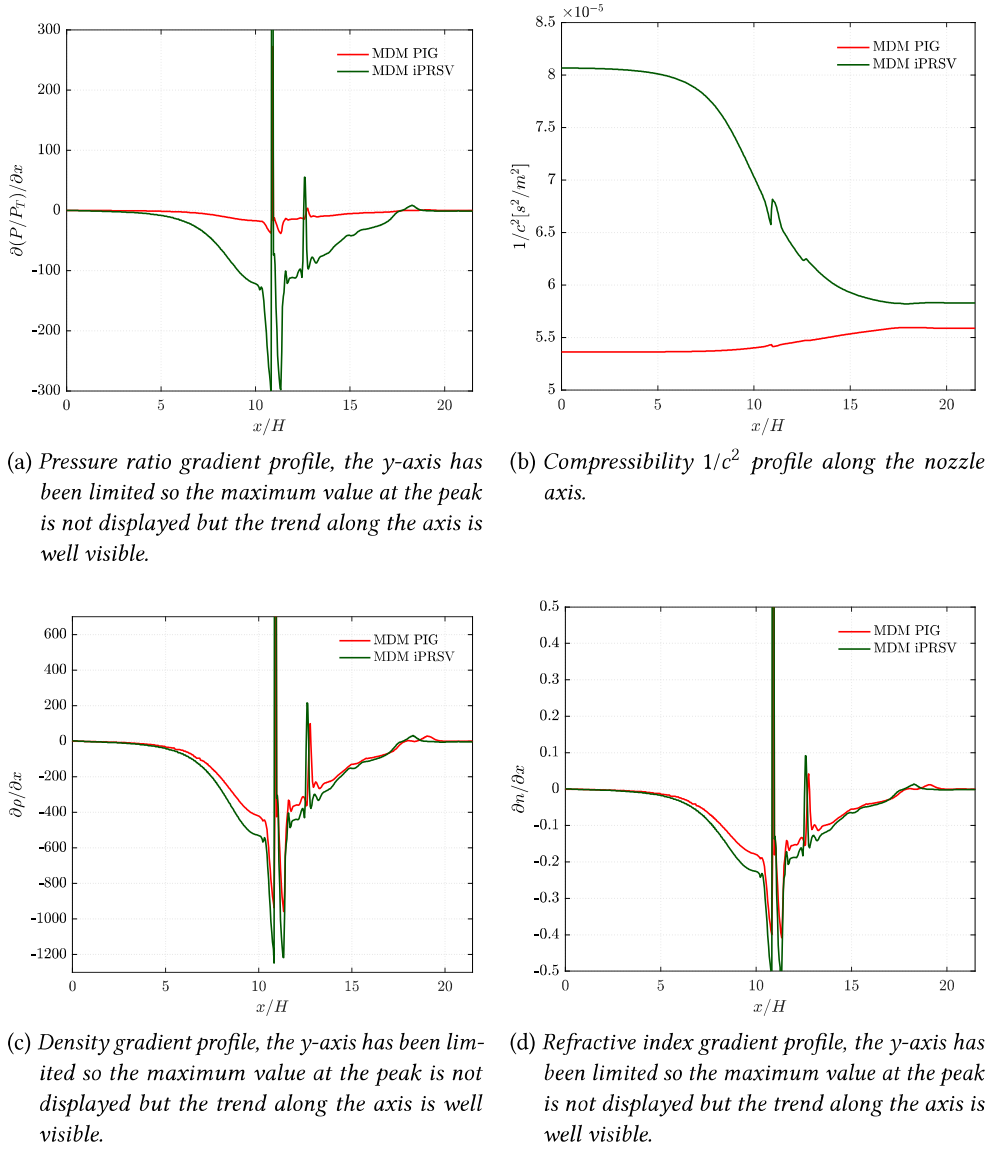 300
200
100
0
-100
-200
-300
∂(P/P_T)/∂x
MDM PIG
MDM iPRSV
0 5 10 15 20
x/H
(a) Pressure ratio gradient profile, the y-axis has
been limited so the maximum value at the peak
is not displayed but the trend along the axis is
well visible.
×10⁻⁵
8.5
8
7.5
7
6.5
6
5.5
5
1/c²[s²/m²]
MDM PIG
MDM iPRSV
0 5 10 15 20
x/H
(b) Compressibility 1/c² profile along the nozzle
axis.
600
400
200
0
-200
-400
-600
-800
-1000
-1200
∂ρ/∂x
MDM PIG
MDM iPRSV
0 5 10 15 20
x/H
(c) Density gradient profile, the y-axis has been lim-
ited so the maximum value at the peak is not
displayed but the trend along the axis is well
visible.
0.5
0.4
0.3
0.2
0.1
0
-0.1
-0.2
-0.3
-0.4
-0.5
∂n/∂x
MDM PIG
MDM iPRSV
0 5 10 15 20
x/H
(d) Refractive index gradient profile, the y-axis has
been limited so the maximum value at the peak
is not displayed but the trend along the axis is
well visible.